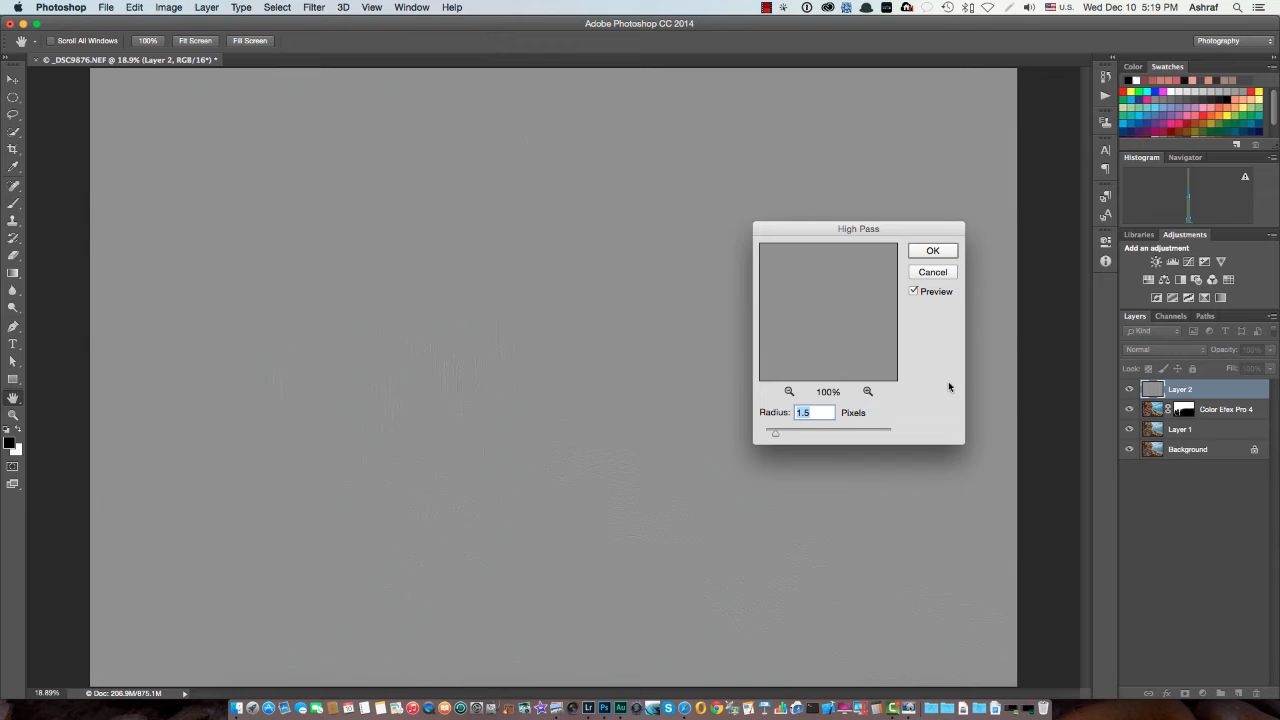 Photoshop File Edit Image Layer Type Select Filter 3D View Window Help U.S. Wed Dec 10 5:19 PM Ashraf
Adobe Photoshop CC 2014
Scroll All Windows 100% Fit Screen Fill Screen Photography
© _DSC9876.NEF @ 18.9% (Layer 2, RGB/16*) *
Color Swatches
Histogram Navigator
High Pass
OK
Cancel
Preview
100%
Radius: 1.5 Pixels
Libraries Adjustments
Add an adjustment
Layers Channels Paths
Kind
Normal Opacity: 100%
Lock: Fill: 100%
Layer 2
Color Efex Pro 4
Layer 1
Background
18.89% Doc: 206.9M/875.1M